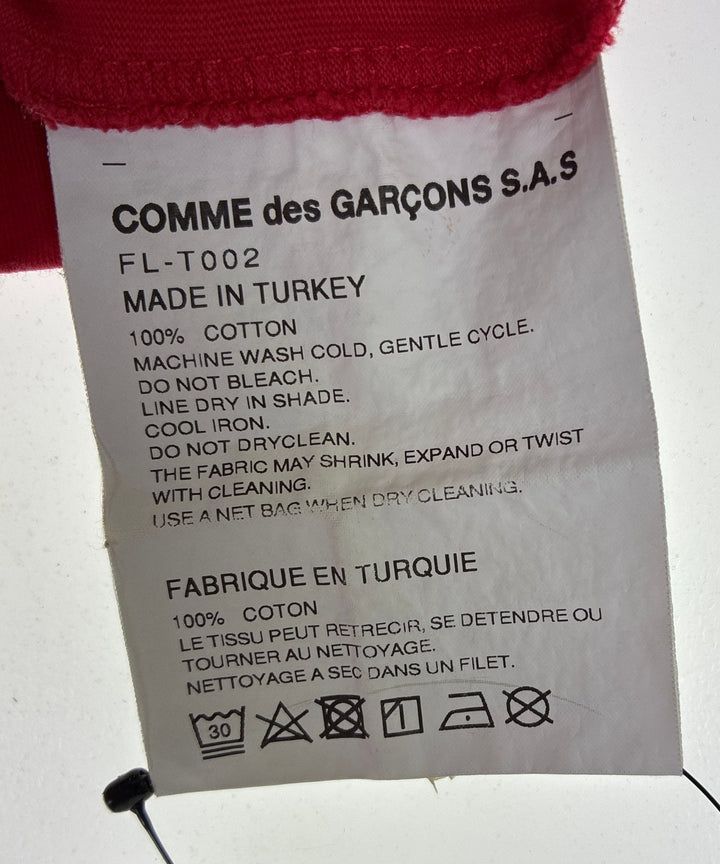 COMME des GARÇONS S.A.S
FL-T002
MADE IN TURKEY
100% COTTON
MACHINE WASH COLD, GENTLE CYCLE.
DO NOT BLEACH.
LINE DRY IN SHADE.
COOL IRON.
DO NOT DRYCLEAN.
THE FABRIC MAY SHRINK, EXPAND OR TWIST
WITH CLEANING.
USE A NET BAG WHEN DRY CLEANING.
FABRIQUE EN TURQUIE
100% COTON
LE TISSU PEUT RETRECIR, SE DETENDRE OU
TOURNER AU NETTOYAGE.
NETTOYAGE A SEC DANS UN FILET.
30